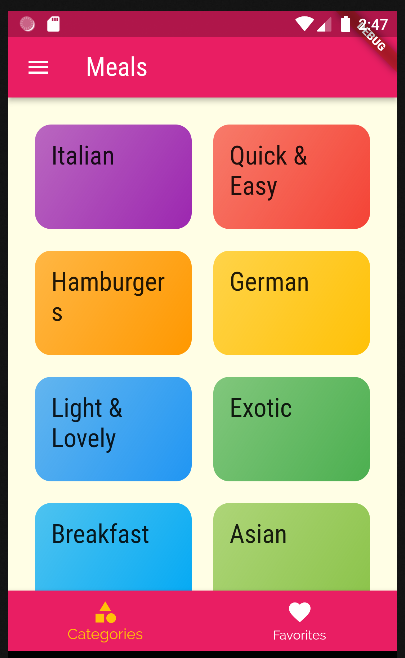 2:47
DEBUG
Meals
Italian
Quick &
Easy
Hamburger
s
German
Light &
Lovely
Exotic
Breakfast
Asian
Categories
Favorites